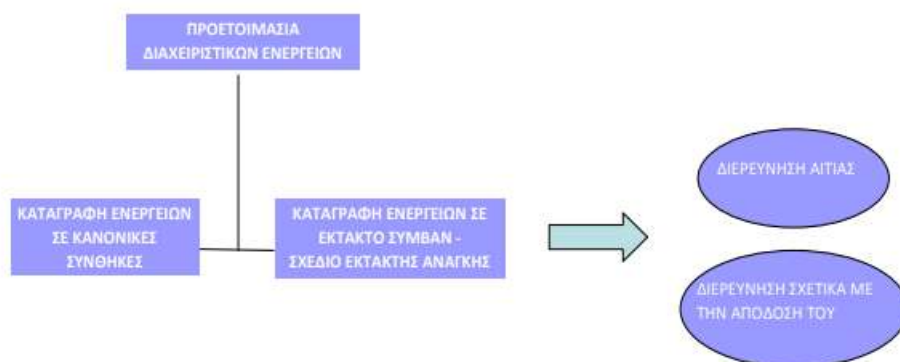 ΠΡΟΕΤΟΙΜΑΣΙΑ
ΔΙΑΧΕΙΡΙΣΤΙΚΩΝ ΕΝΕΡΓΕΙΩΝ
ΚΑΤΑΓΡΑΦΗ ΕΝΕΡΓΕΙΩΝ
ΣΕ ΚΑΝΟΝΙΚΕΣ
ΣΥΝΘΗΚΕΣ
ΚΑΤΑΓΡΑΦΗ ΕΝΕΡΓΕΙΩΝ ΣΕ
ΕΚΤΑΚΤΟ ΣΥΜΒΑΝ -
ΣΧΕΔΙΟ ΕΚΤΑΚΤΗΣ ΑΝΑΓΚΗΣ
ΔΙΕΡΕΥΝΗΣΗ ΑΙΤΙΑΣ
ΔΙΕΡΕΥΝΗΣΗ ΣΧΕΤΙΚΑ ΜΕ
ΤΗΝ ΑΠΟΔΟΣΗ ΤΟΥ